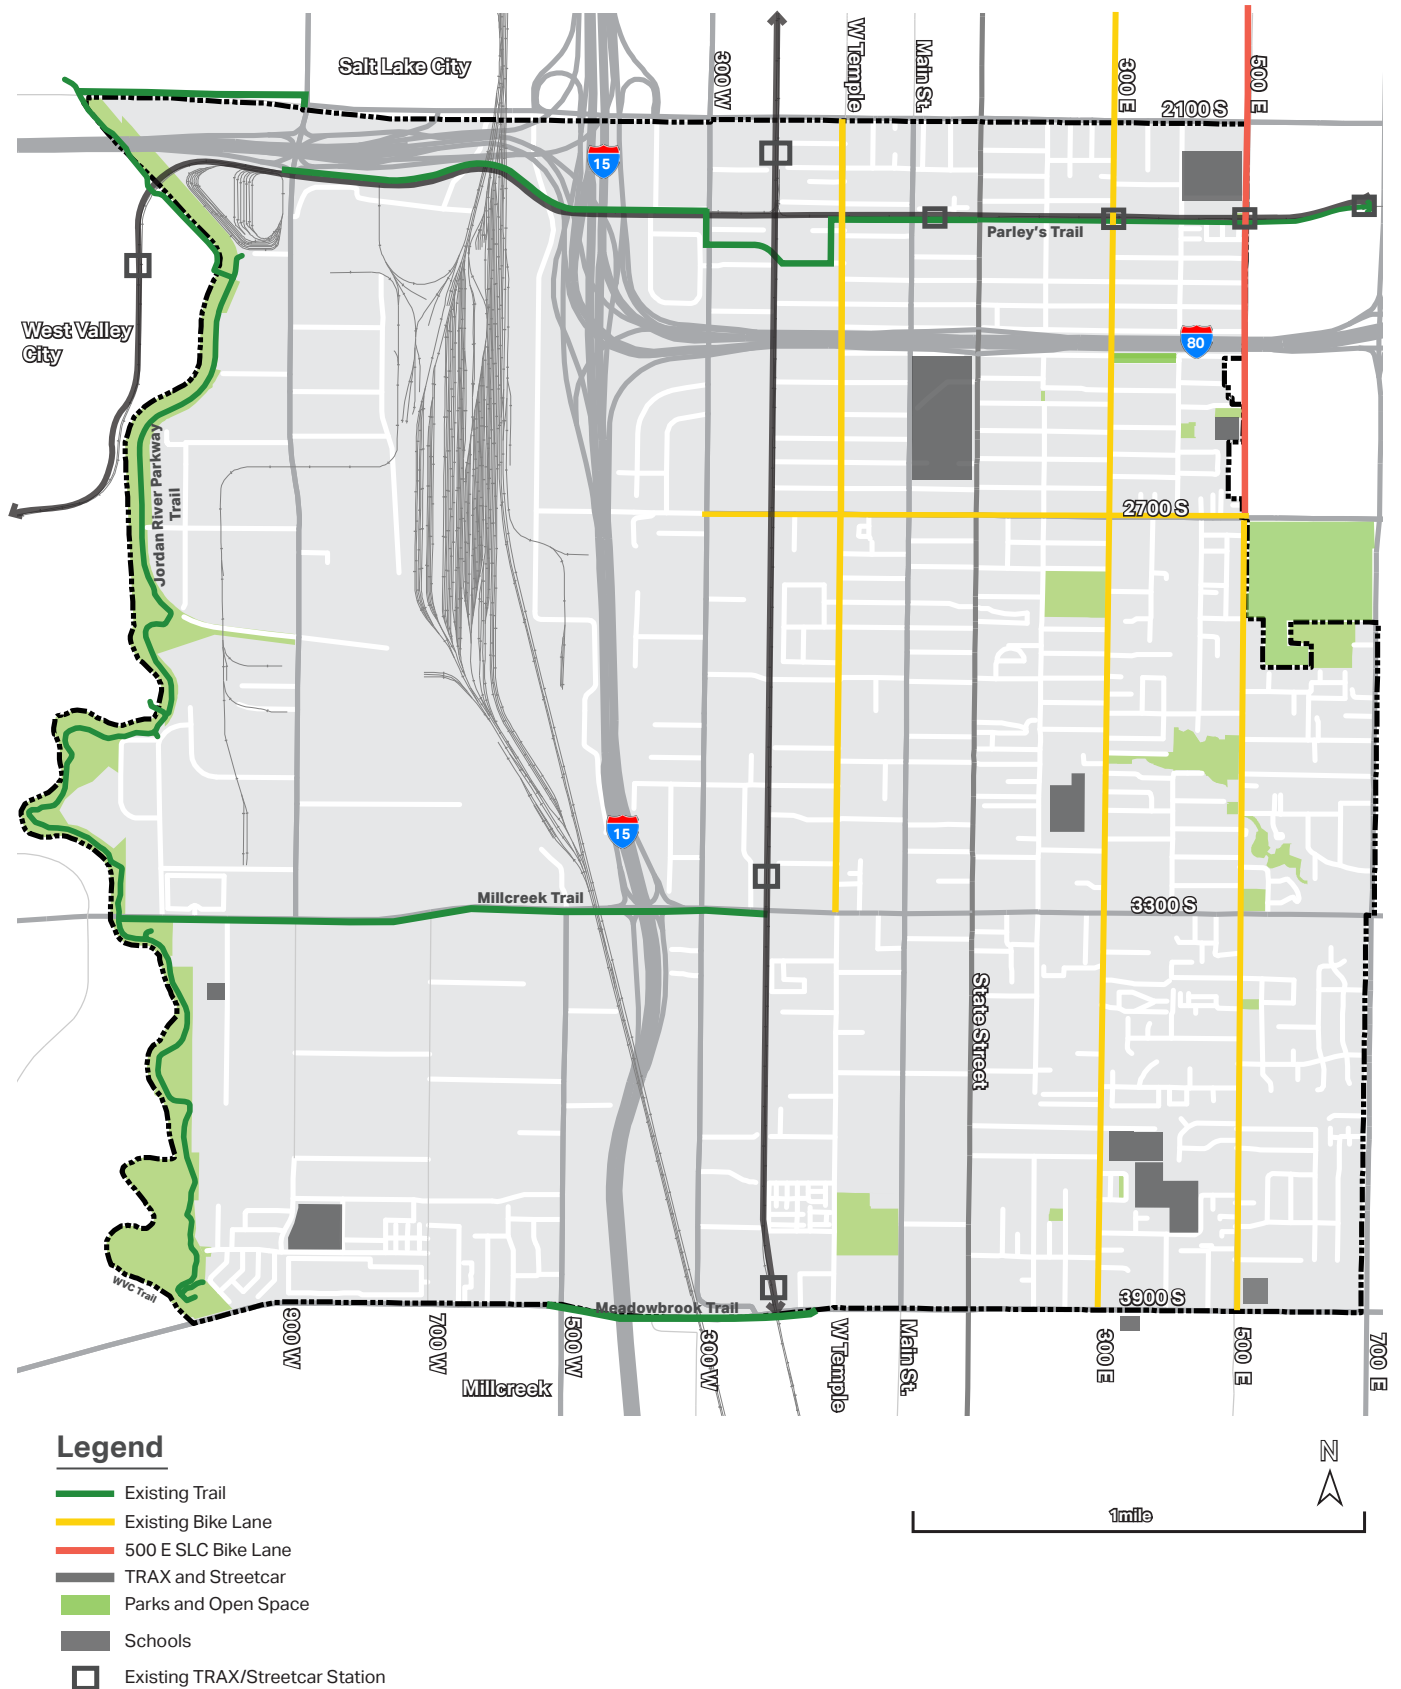 Salt Lake City
300 W
W Temple
Main St.
300 E
500 E
2100 S
15
Parley's Trail
West Valley
City
80
Jordan River Parkway
Trail
2700 S
15
Millcreek Trail
3300 S
State Street
WVC Trail
Meadowbrook Trail
3900 S
900 W
700 W
500 W
300 W
W Temple
Main St.
300 E
500 E
700 E
Millcreek
Legend
N
Existing Trail
Existing Bike Lane
1mile
500 E SLC Bike Lane
TRAX and Streetcar
Parks and Open Space
Schools
Existing TRAX/Streetcar Station